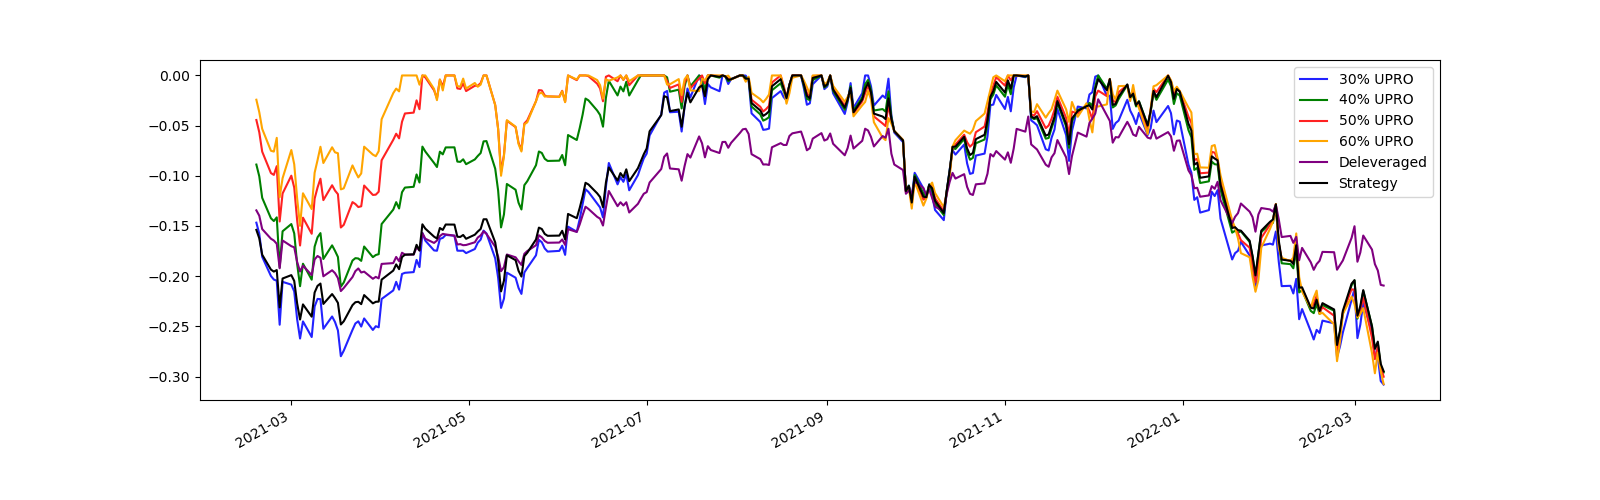 0.00
−0.05
−0.10
−0.15
−0.20
−0.25
−0.30
2021-03
2021-05
2021-07
2021-09
2021-11
2022-01
2022-03
30% UPRO
40% UPRO
50% UPRO
60% UPRO
Deleveraged
Strategy